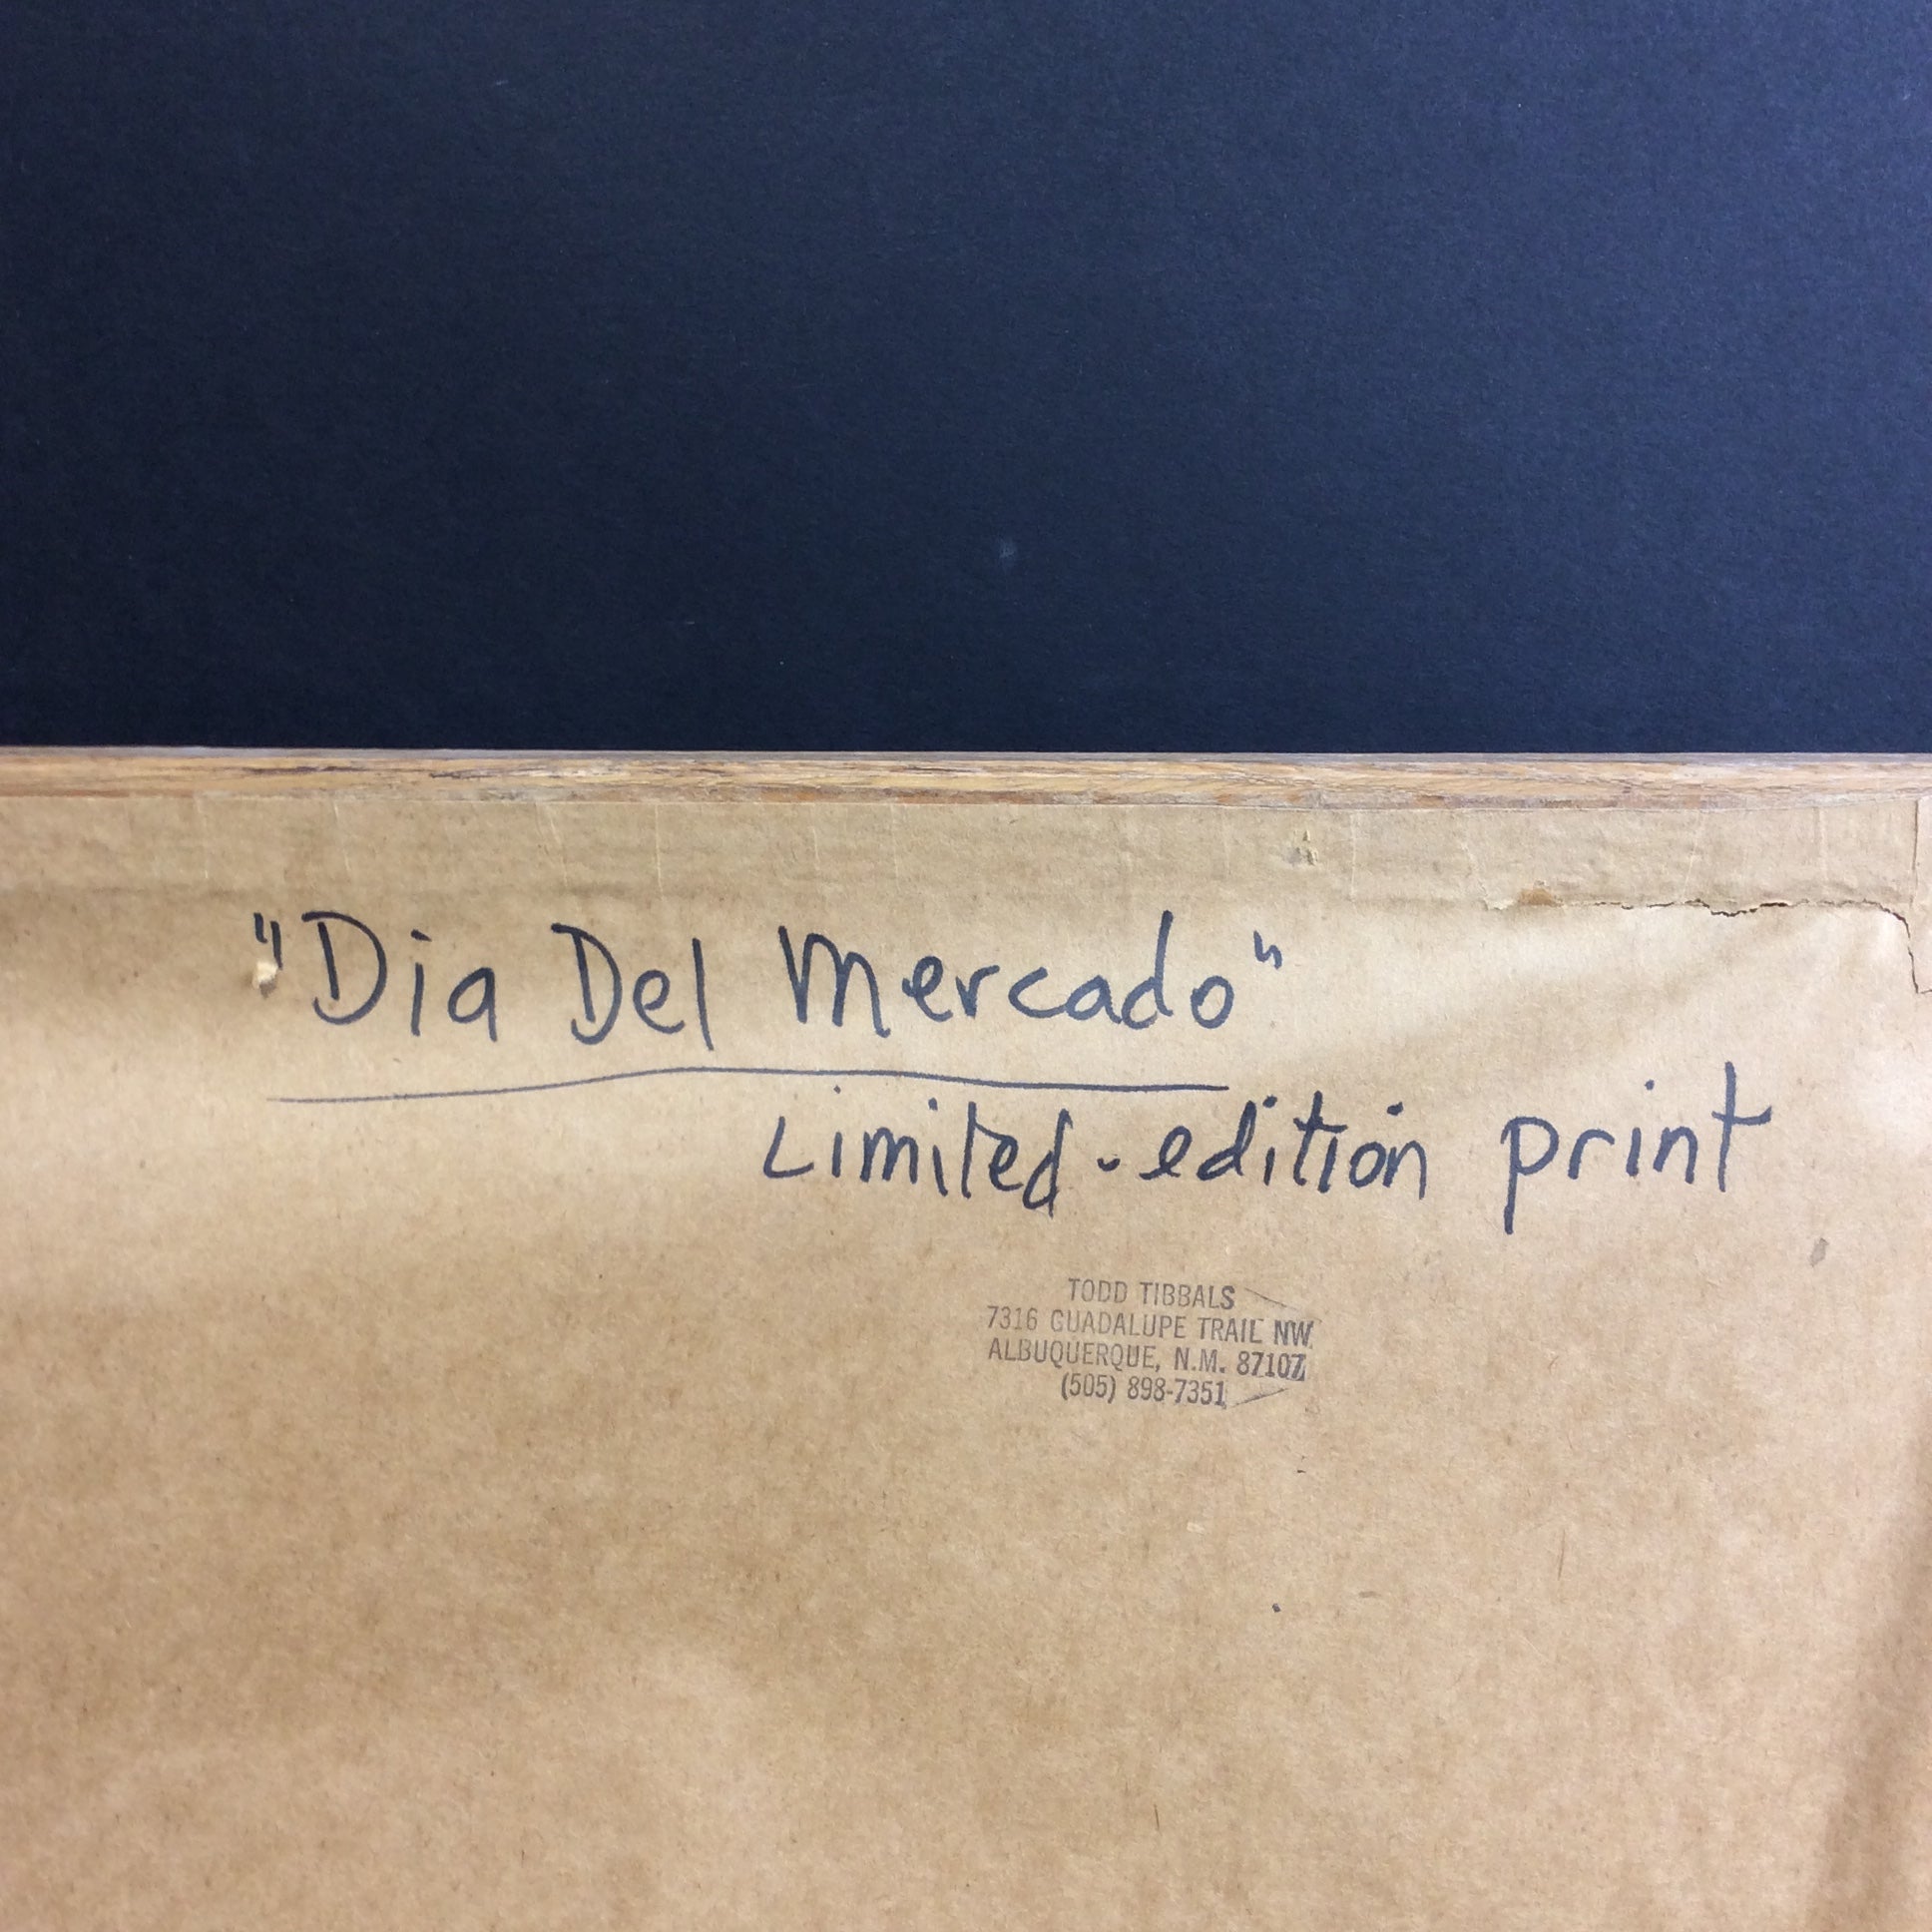 "Dia Del Mercado"
Limited-edition print
TODD TIBBALS
7316 GUADALUPE TRAIL NW
ALBUQUERQUE, N.M. 87107
(505) 898-7351